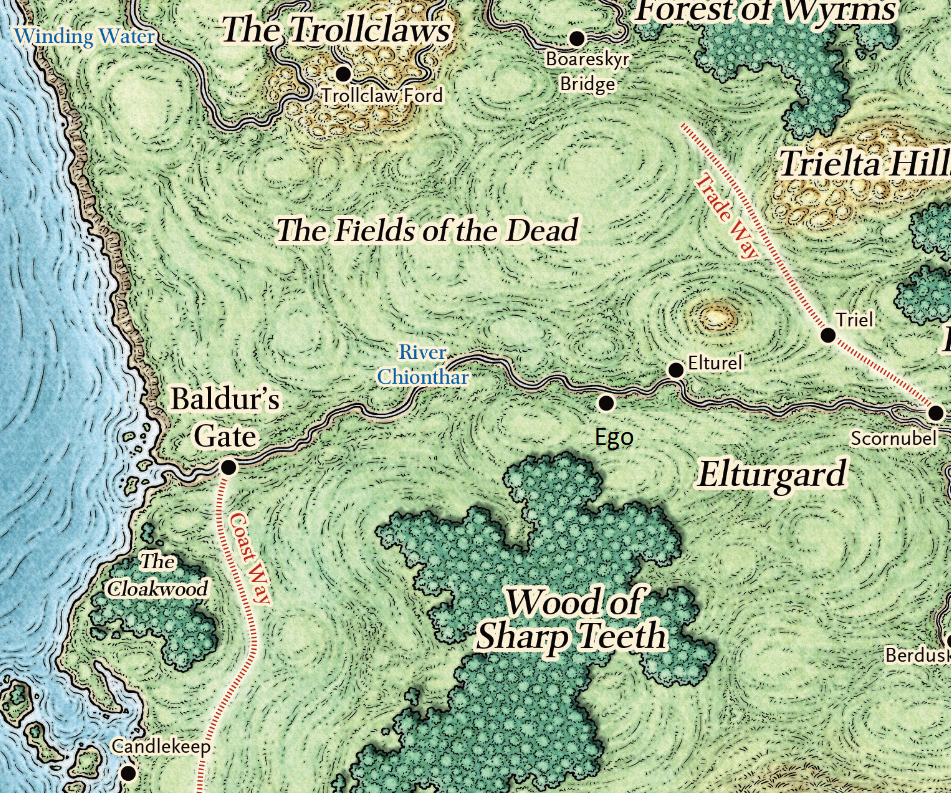 Forest of Wyrms
The Trollclaws
Winding Water
Boareskyr
Bridge
Trollclaw Ford
Trielta Hills
Trade Way
The Fields of the Dead
Triel
River
Chionthar
Elturel
Baldur's
Gate
Ego
Scornubel
Elturgard
Coast Way
The
Cloakwood
Wood of
Sharp Teeth
Berdusk
Candlekeep